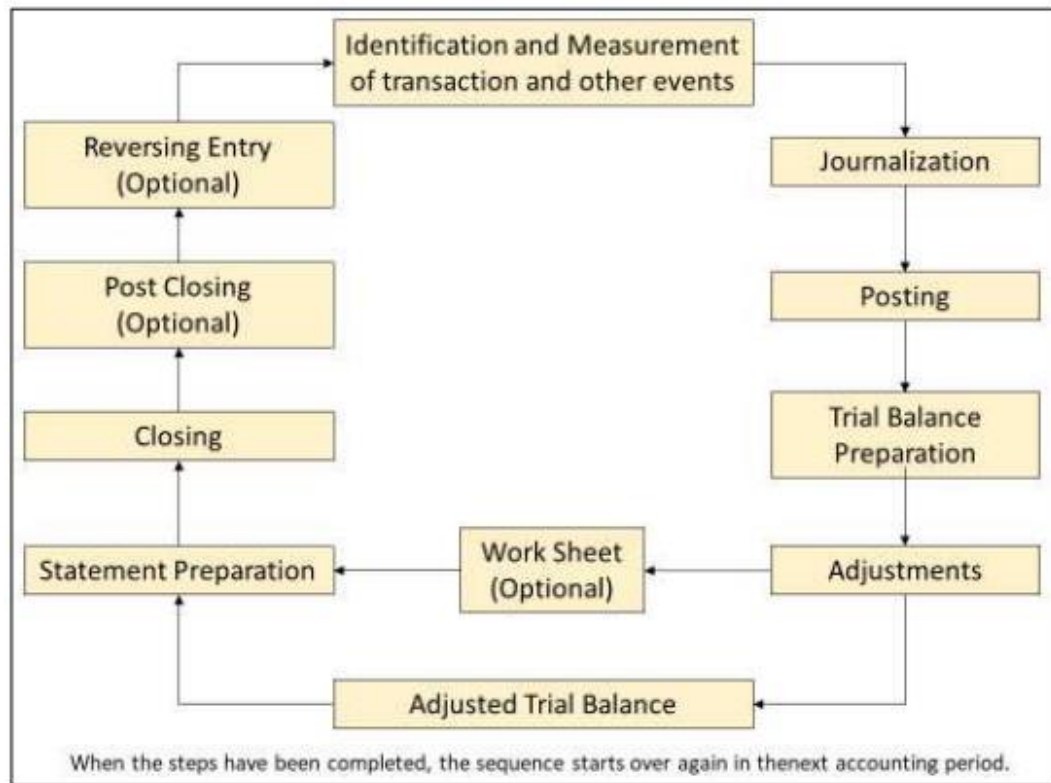 Identification and Measurement
of transaction and other events
Journalization
Posting
Trial Balance
Preparation
Adjustments
Work Sheet
(Optional)
Adjusted Trial Balance
Statement Preparation
Closing
Post Closing
(Optional)
Reversing Entry
(Optional)
When the steps have been completed, the sequence starts over again in thenext accounting period.